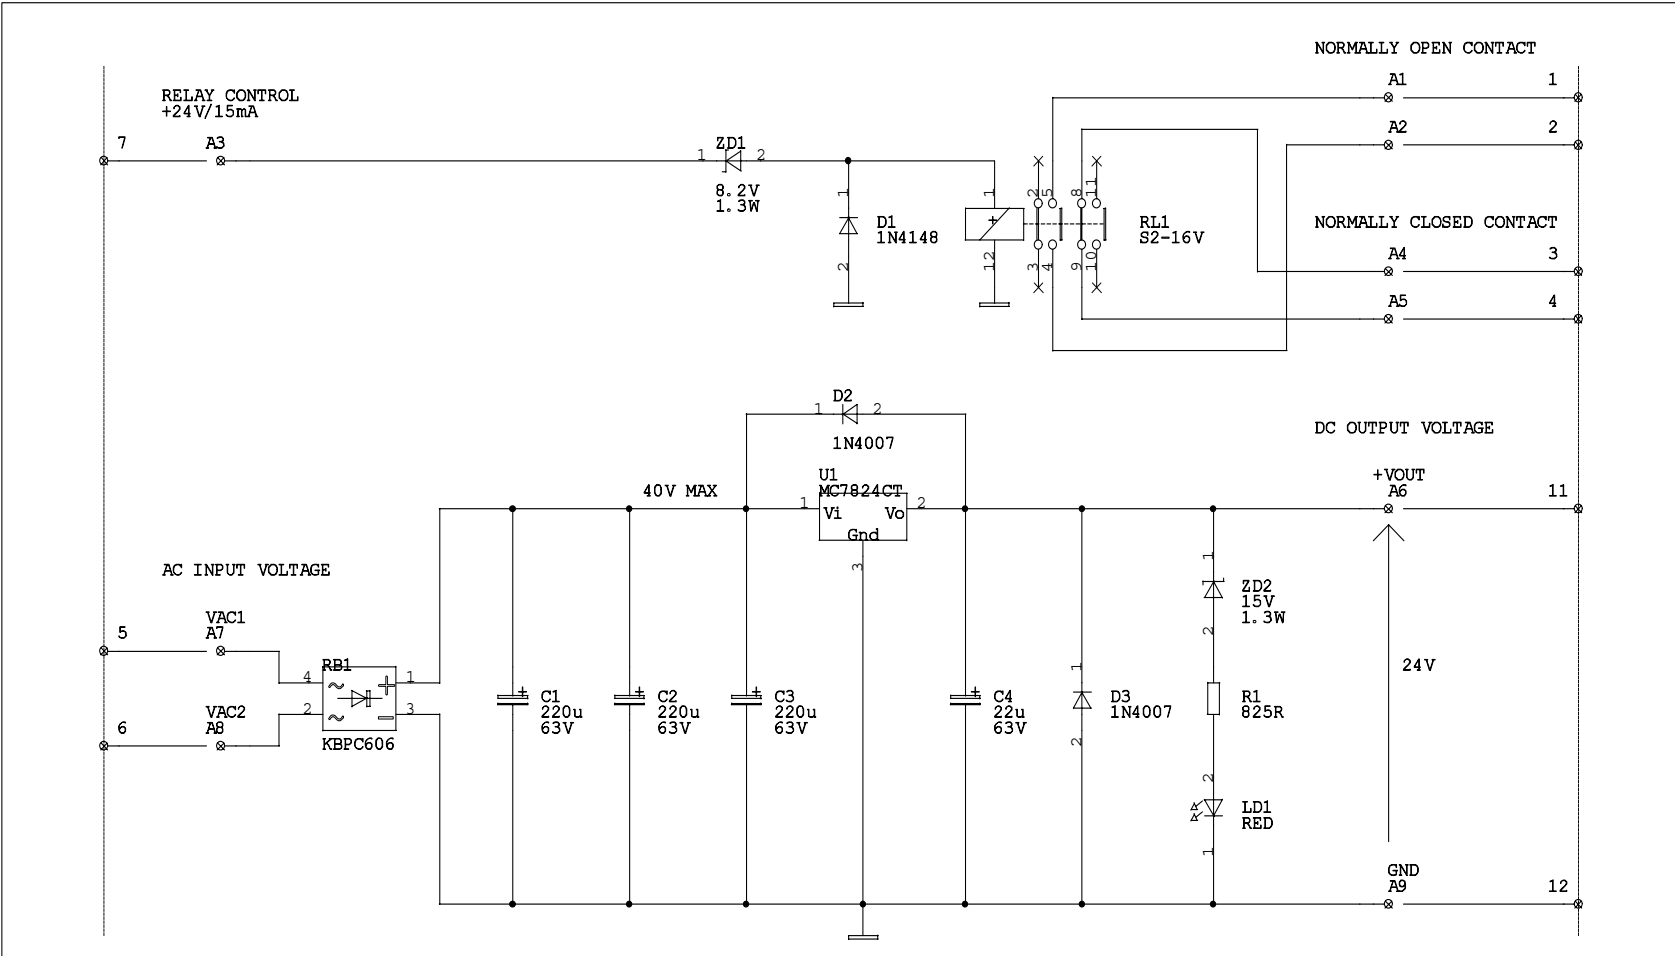 NORMALLY OPEN CONTACT
A1 1
RELAY CONTROL
+24V/15mA
A2 2
7 A3
ZD1
1 2
8.2V
1.3W
1
D1
1N4148
2
1
12
2 5 8 11
3 4 9 10
RL1
S2-16V
NORMALLY CLOSED CONTACT
A4 3
A5 4
D2
1 2
1N4007
DC OUTPUT VOLTAGE
U1
MC7824CT
40V MAX
1 Vi Vo 2
Gnd
3
+VOUT
A6 11
AC INPUT VOLTAGE
VAC1
5 A7
RB1
4 1
2 3
KBPC606
VAC2
6 A8
+
C1
220u
63V
+
C2
220u
63V
+
C3
220u
63V
+
C4
22u
63V
1
D3
1N4007
2
1
ZD2
15V
1.3W
2
R1
825R
2
LD1
RED
1
24V
GND
A9 12